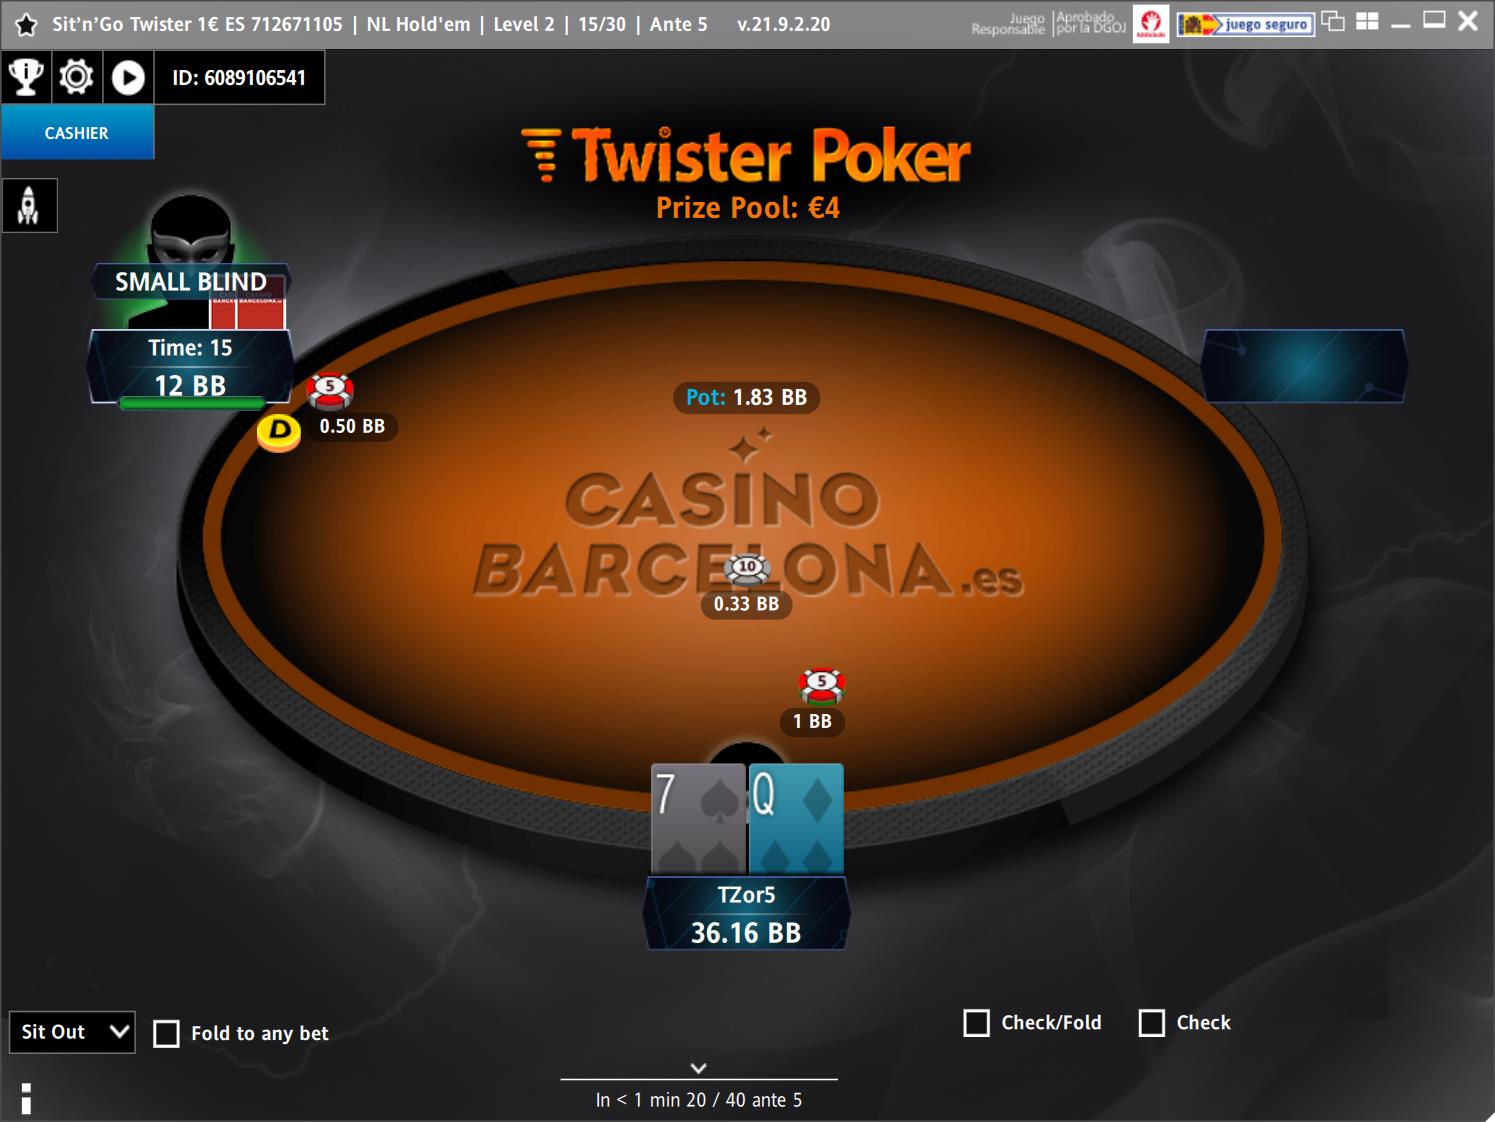 Sit'n'Go Twister 1€ ES 712671105 | NL Hold'em | Level 2 | 15/30 | Ante 5 v.21.9.2.20
Juego Responsable
Aprobado por la DGOJ
juego seguro
ID: 6089106541
CASHIER
Twister Poker
Prize Pool: €4
SMALL BLIND
Time: 15
12 BB
5
D
0.50 BB
Pot: 1.83 BB
CASINO
BARCELONA.es
10
0.33 BB
5
1 BB
7 Q
TZor5
36.16 BB
Sit Out
Fold to any bet
Check/Fold
Check
In < 1 min 20 / 40 ante 5